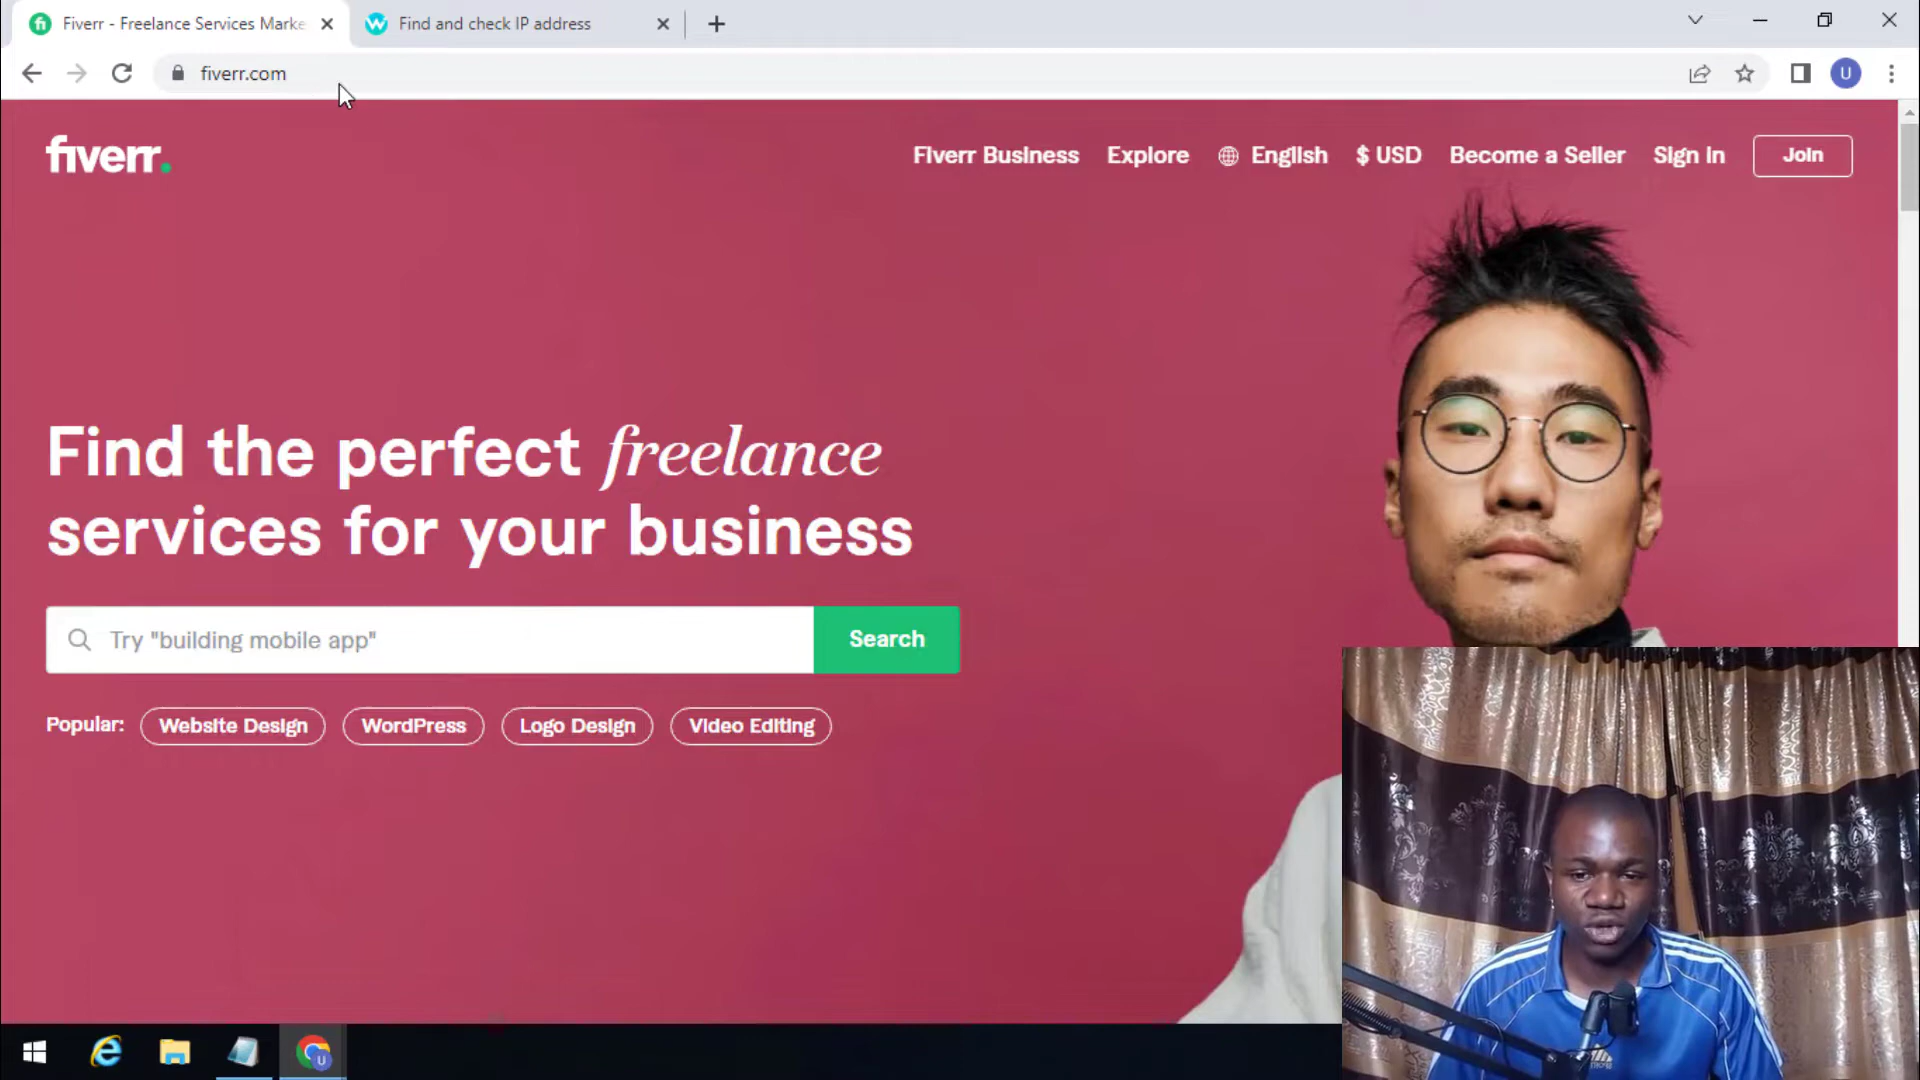 Fiverr - Freelance Services Marke
Find and check IP address
fiverr.com
U
fiverr.
Fiverr Business
Explore
English
$ USD
Become a Seller
Sign In
Join
Find the perfect freelance
services for your business
Try "building mobile app"
Search
Popular:
Website Design
WordPress
Logo Design
Video Editing